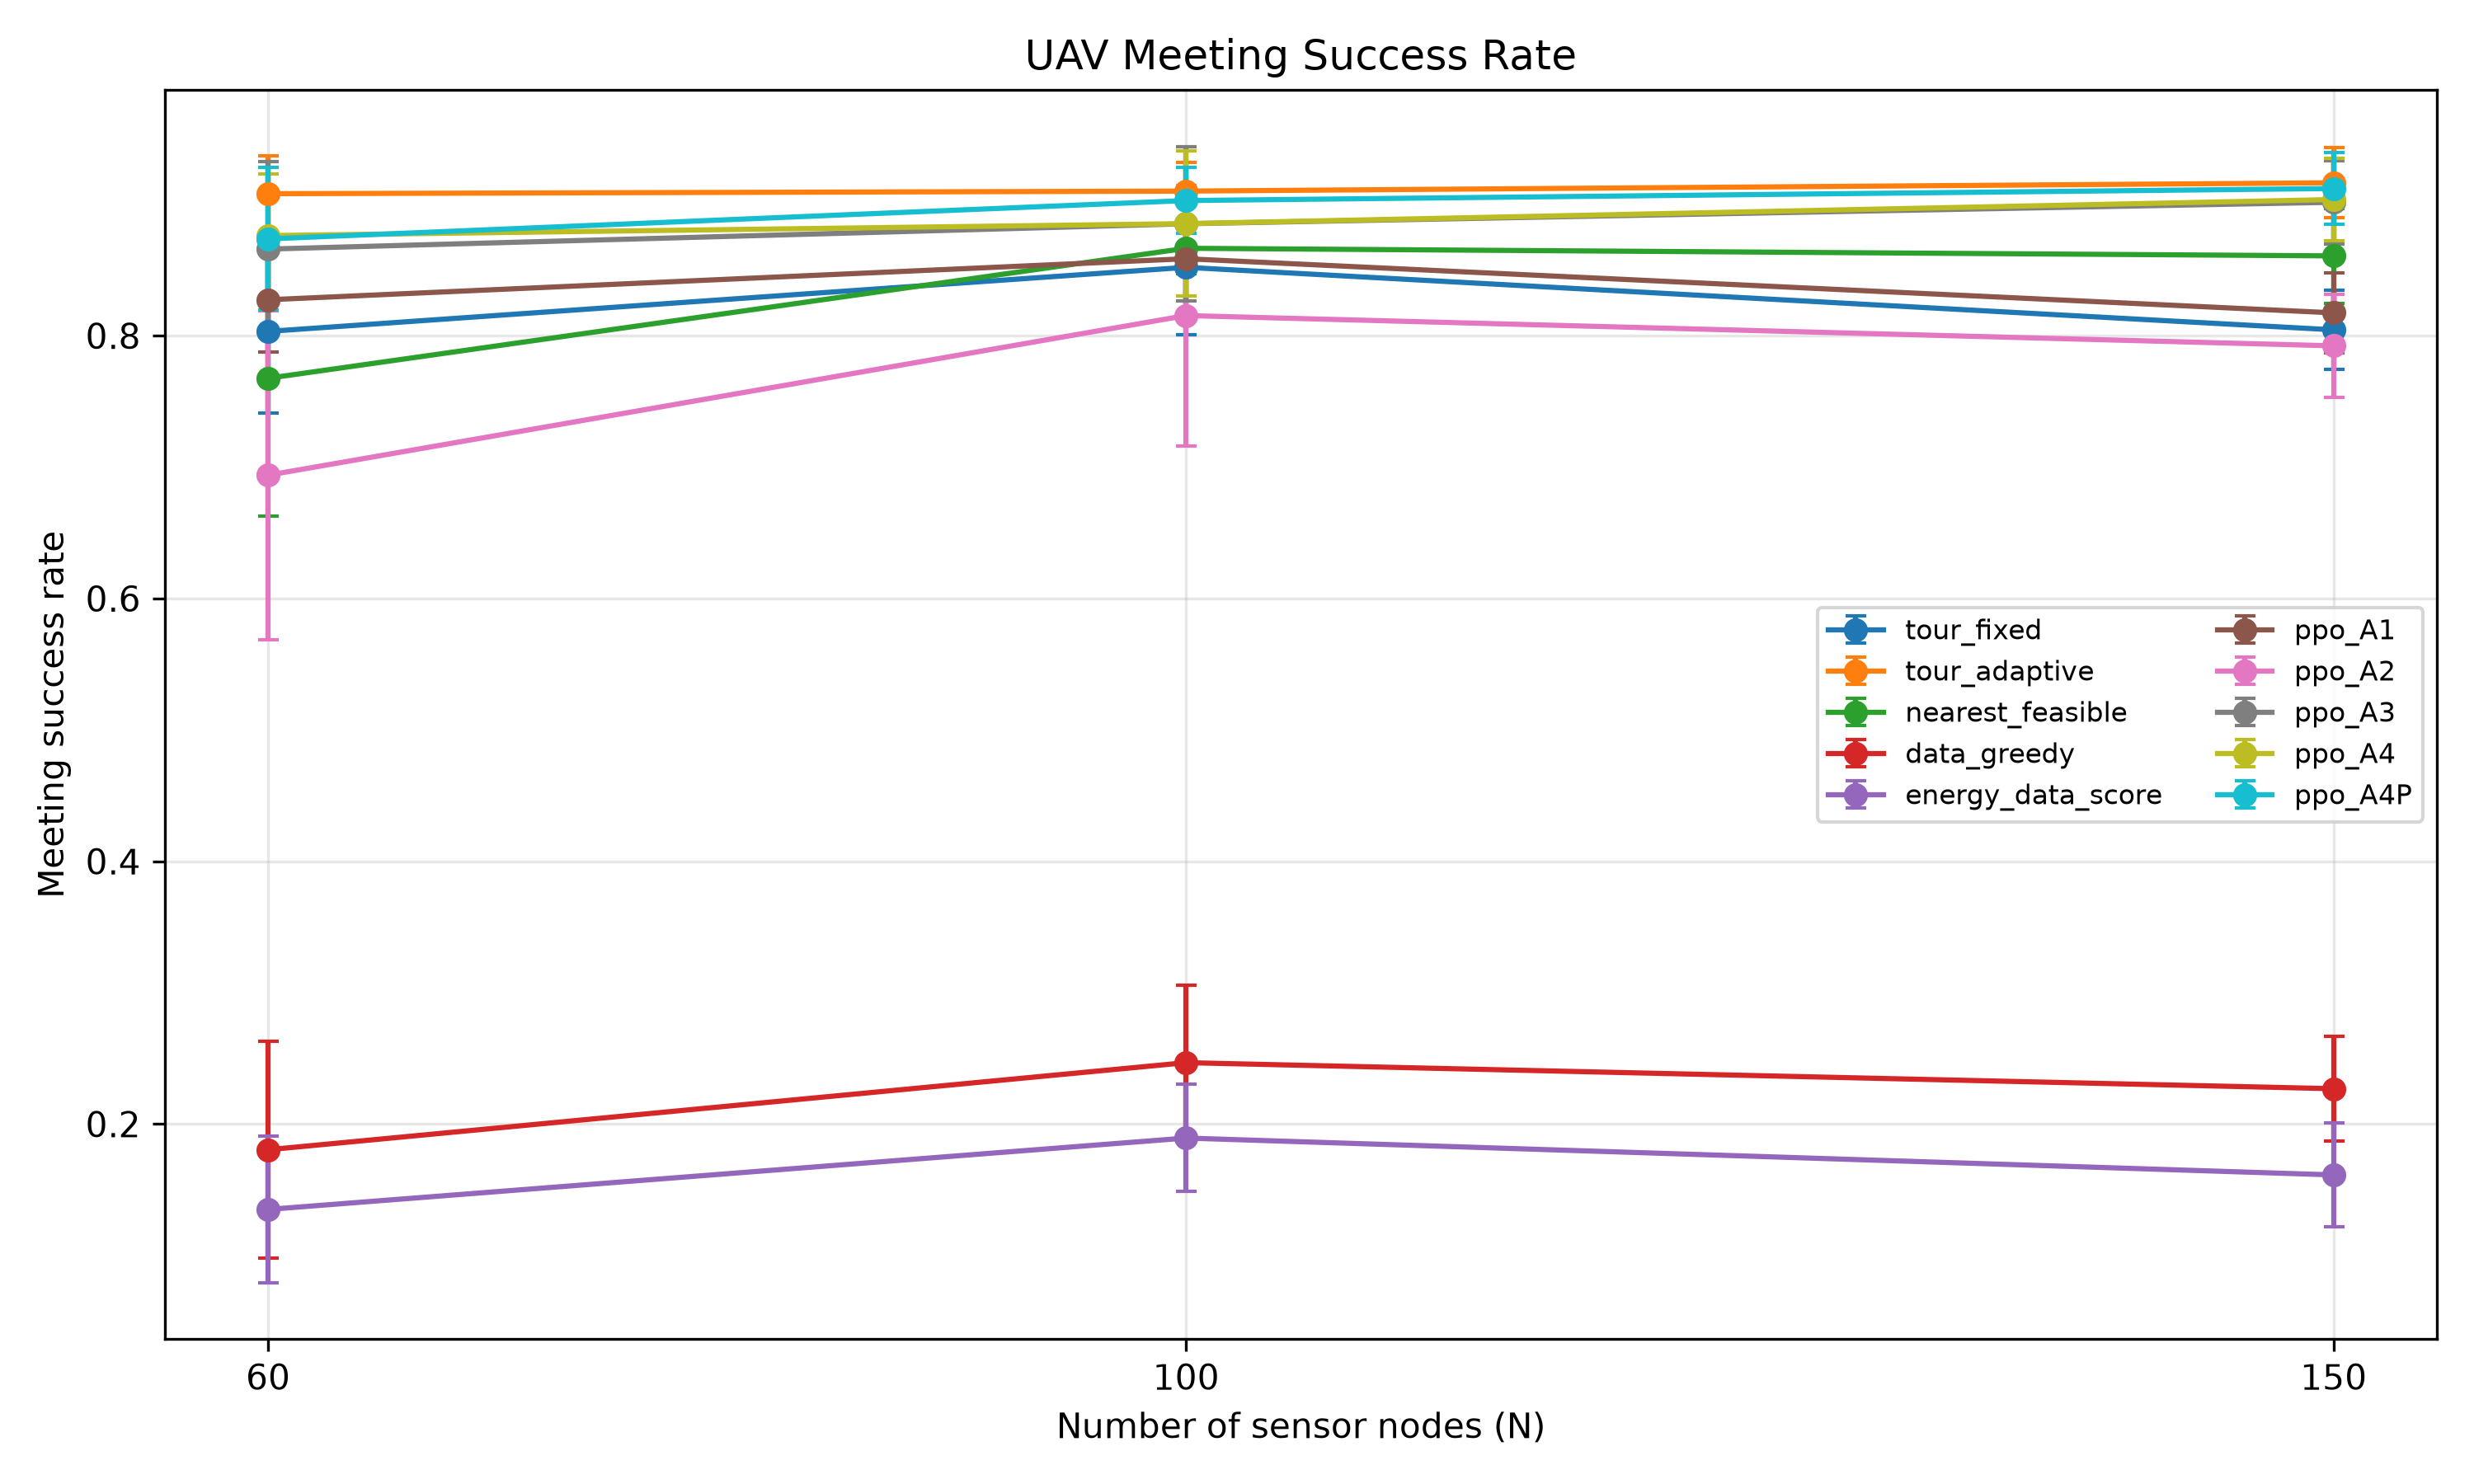 UAV Meeting Success Rate
Meeting success rate
0.8
0.6
0.4
0.2
tour_fixed
tour_adaptive
nearest_feasible
data_greedy
energy_data_score
ppo_A1
ppo_A2
ppo_A3
ppo_A4
ppo_A4P
60
100
150
Number of sensor nodes (N)